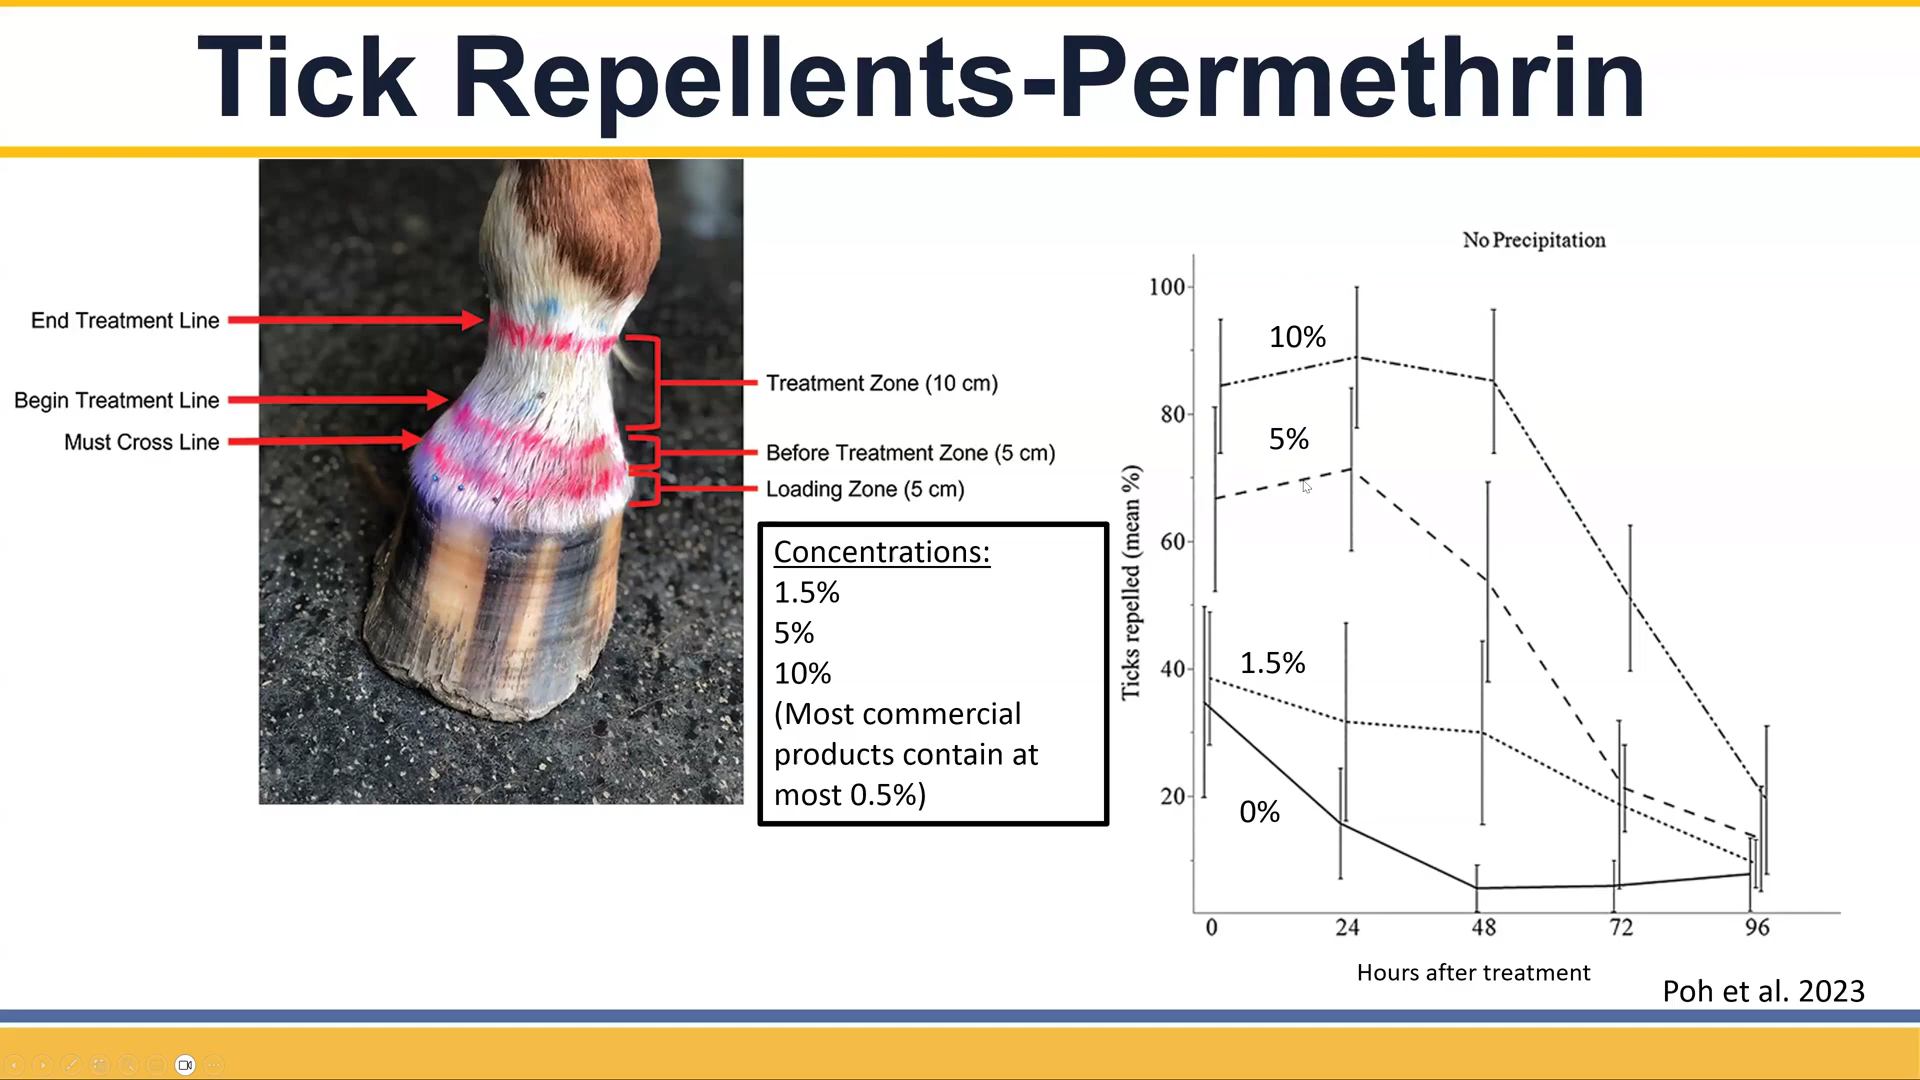 Tick Repellents-Permethrin
End Treatment Line
Begin Treatment Line
Must Cross Line
Treatment Zone (10 cm)
Before Treatment Zone (5 cm)
Loading Zone (5 cm)
Concentrations:
1.5%
5%
10%
(Most commercial
products contain at
most 0.5%)
No Precipitation
Ticks repelled (mean %)
100
80
60
40
20
10%
5%
1.5%
0%
0 24 48 72 96
Hours after treatment
Poh et al. 2023